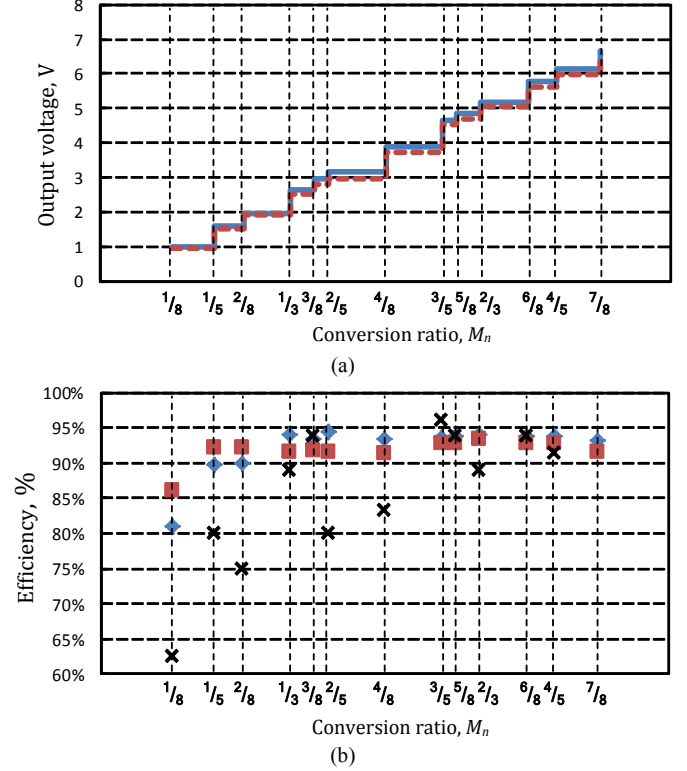 8
7
6
5
4
3
2
1
0
Output voltage, V
1/8 1/5 2/8 1/3 3/8 2/5 4/8 3/5 5/8 2/3 6/8 4/5 7/8
Conversion ratio, Mn
(a)
100%
95%
90%
85%
80%
75%
70%
65%
60%
Efficiency, %
1/8 1/5 2/8 1/3 3/8 2/5 4/8 3/5 5/8 2/3 6/8 4/5 7/8
Conversion ratio, Mn
(b)